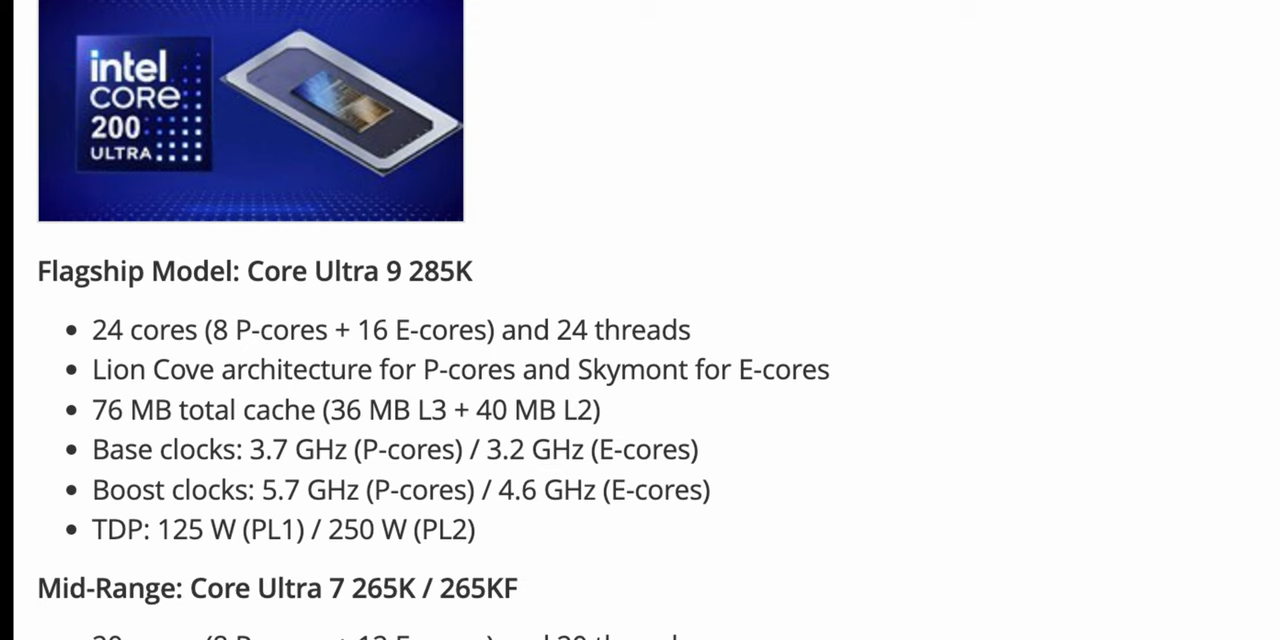 intel
CORE
200
ULTRA
Flagship Model: Core Ultra 9 285K
24 cores (8 P-cores + 16 E-cores) and 24 threads
Lion Cove architecture for P-cores and Skymont for E-cores
76 MB total cache (36 MB L3 + 40 MB L2)
Base clocks: 3.7 GHz (P-cores) / 3.2 GHz (E-cores)
Boost clocks: 5.7 GHz (P-cores) / 4.6 GHz (E-cores)
TDP: 125 W (PL1) / 250 W (PL2)
Mid-Range: Core Ultra 7 265K / 265KF